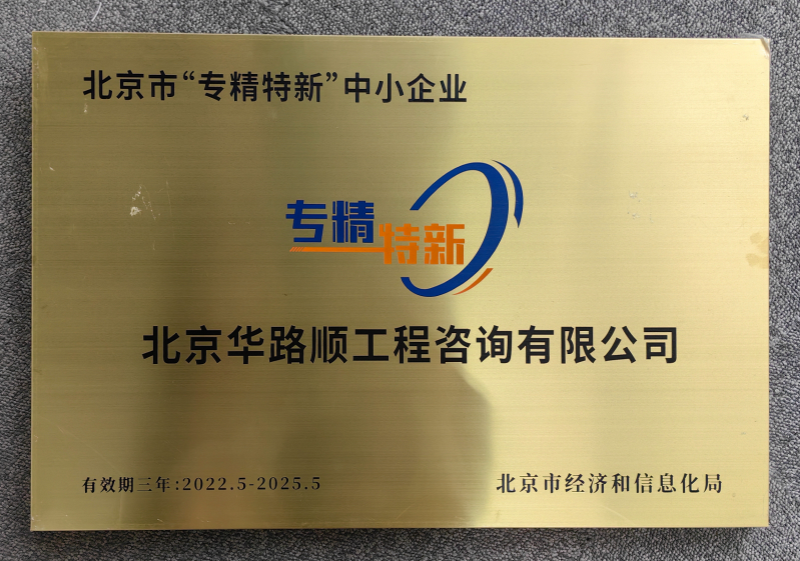 北京市“专精特新”中小企业
专精
特新
北京华路顺工程咨询有限公司
有效期三年:2022.5-2025.5
北京市经济和信息化局